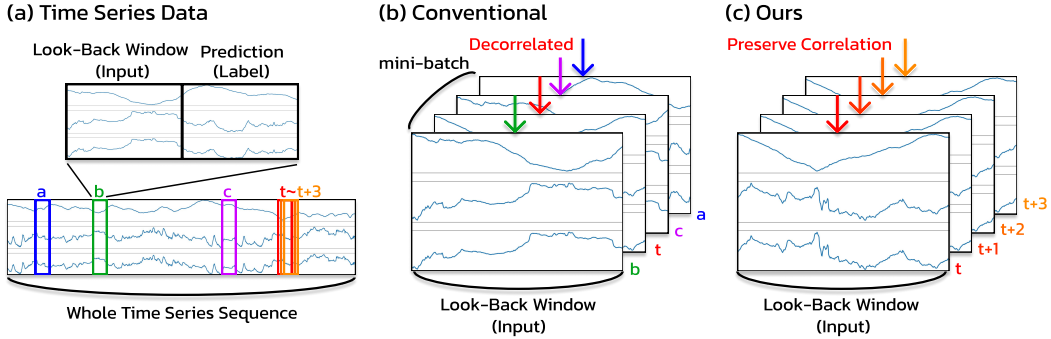 (a) Time Series Data
Look-Back Window
(Input)
Prediction
(Label)
a
b
c
t~t+3
Whole Time Series Sequence
(b) Conventional
Decorrelated
mini-batch
a
c
t
b
Look-Back Window
(Input)
(c) Ours
Preserve Correlation
t+3
t+2
t+1
t
Look-Back Window
(Input)